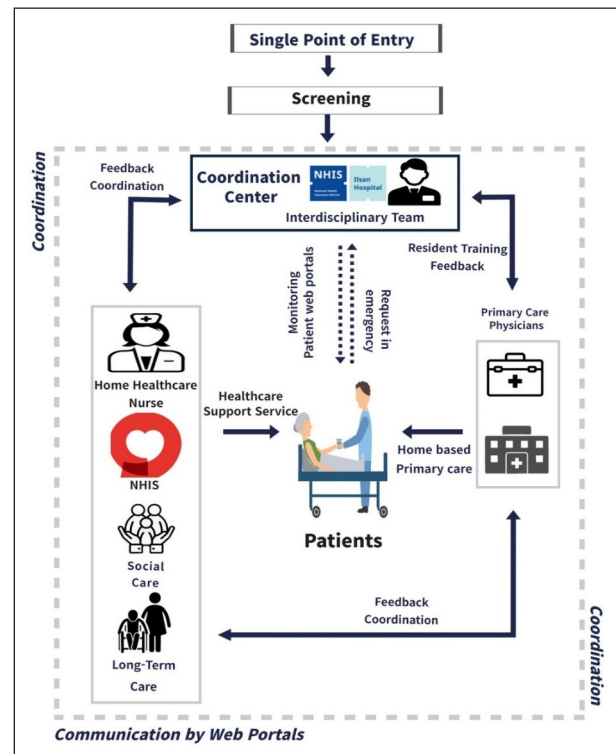 Single Point of Entry
Screening
Coordination
Feedback
Coordination
Coordination
Center
NHIS
Ilsan
Hospital
Interdisciplinary Team
Resident Training
Feedback
Monitoring
Patient web portals
Request in
emergency
Primary Care
Physicians
Home Healthcare
Nurse
NHIS
Social
Care
Long-Term
Care
Healthcare
Support Service
Home based
Primary care
Patients
Feedback
Coordination
Coordination
Communication by Web Portals